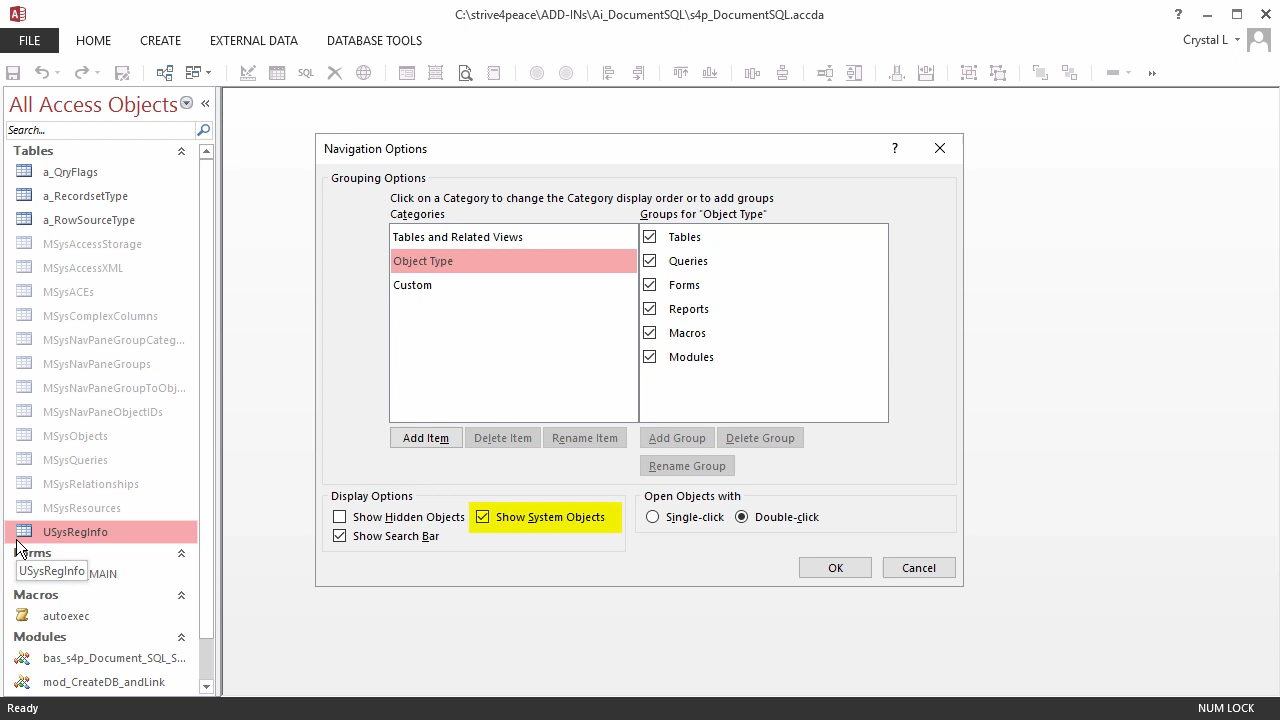 C:\strive4peace\ADD-INs\Ai_DocumentSQL\s4p_DocumentSQL.accda
?
FILE HOME CREATE EXTERNAL DATA DATABASE TOOLS Crystal L
SQL
All Access Objects
Search...
Tables
a_QryFlags
a_RecordsetType
a_RowSourceType
MSysAccessStorage
MSysAccessXML
MSysACEs
MSysComplexColumns
MSysNavPaneGroupCateg...
MSysNavPaneGroups
MSysNavPaneGroupToObj...
MSysNavPaneObjectIDs
MSysObjects
MSysQueries
MSysRelationships
MSysResources
USysRegInfo
orms
USysRegInfo MAIN
Macros
autoexec
Modules
bas_s4p_Document_SQL_S...
mod_CreateDB_andLink
Navigation Options ?
Grouping Options
Click on a Category to change the Category display order or to add groups
Categories
Tables and Related Views
Object Type
Custom
Groups for "Object Type"
Tables
Queries
Forms
Reports
Macros
Modules
Add Item Delete Item Rename Item Add Group Delete Group
Rename Group
Display Options
Show Hidden Objects Show System Objects
Show Search Bar
Open Objects with
Single-click Double-click
OK Cancel
Ready NUM LOCK